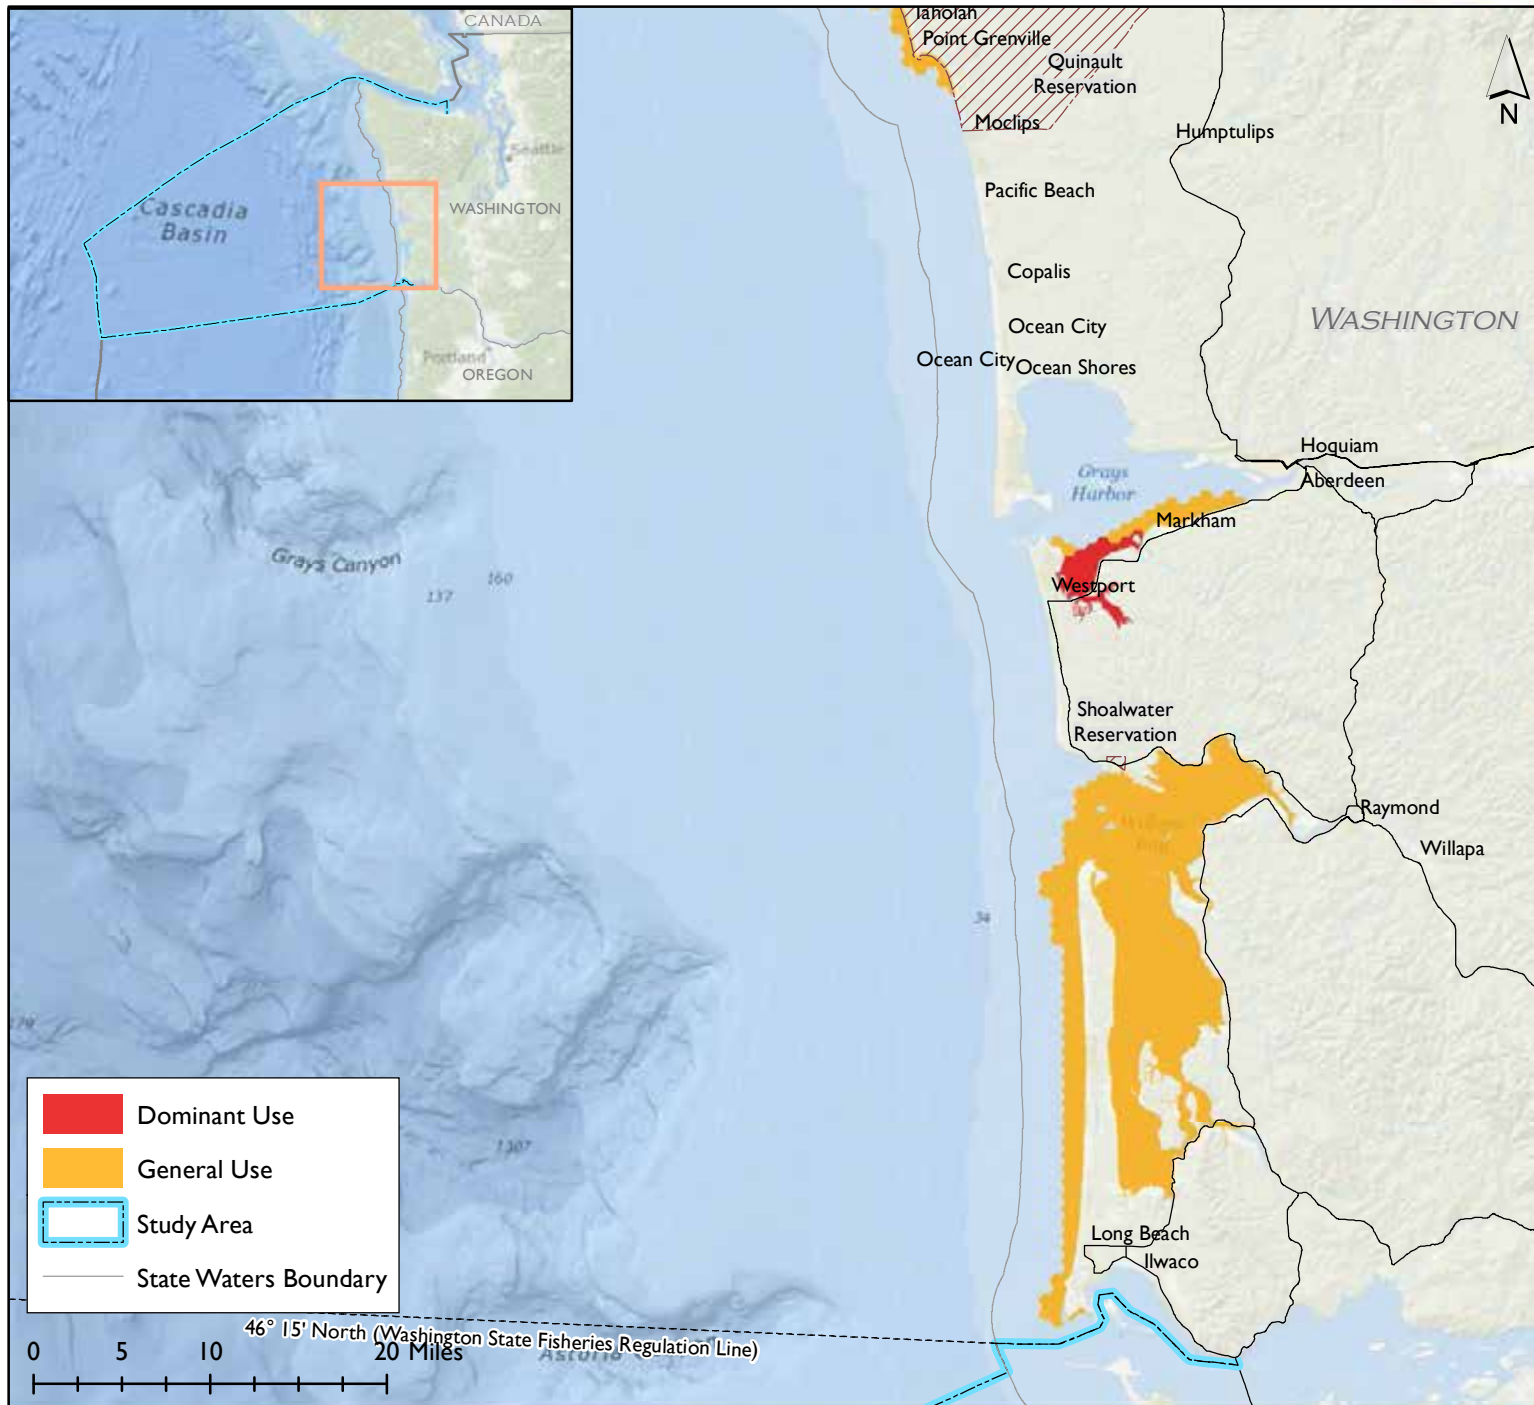 CANADA
Seattle
Cascadia
Basin
WASHINGTON
Portland
OREGON
Taholah
Point Grenville
Quinault
Reservation
Moclips
Humptulips
N
Pacific Beach
Copalis
WASHINGTON
Ocean City
Ocean City
Ocean Shores
Hoquiam
Grays
Harbor
Aberdeen
Markham
Grays Canyon
160
137
Westport
Shoalwater
Reservation
Raymond
Willapa
Willapa
Bay
34
1307
Dominant Use
General Use
Study Area
State Waters Boundary
Long Beach
Ilwaco
46° 15' North (Washington State Fisheries Regulation Line)
0 5 10 20 Miles
Astoria